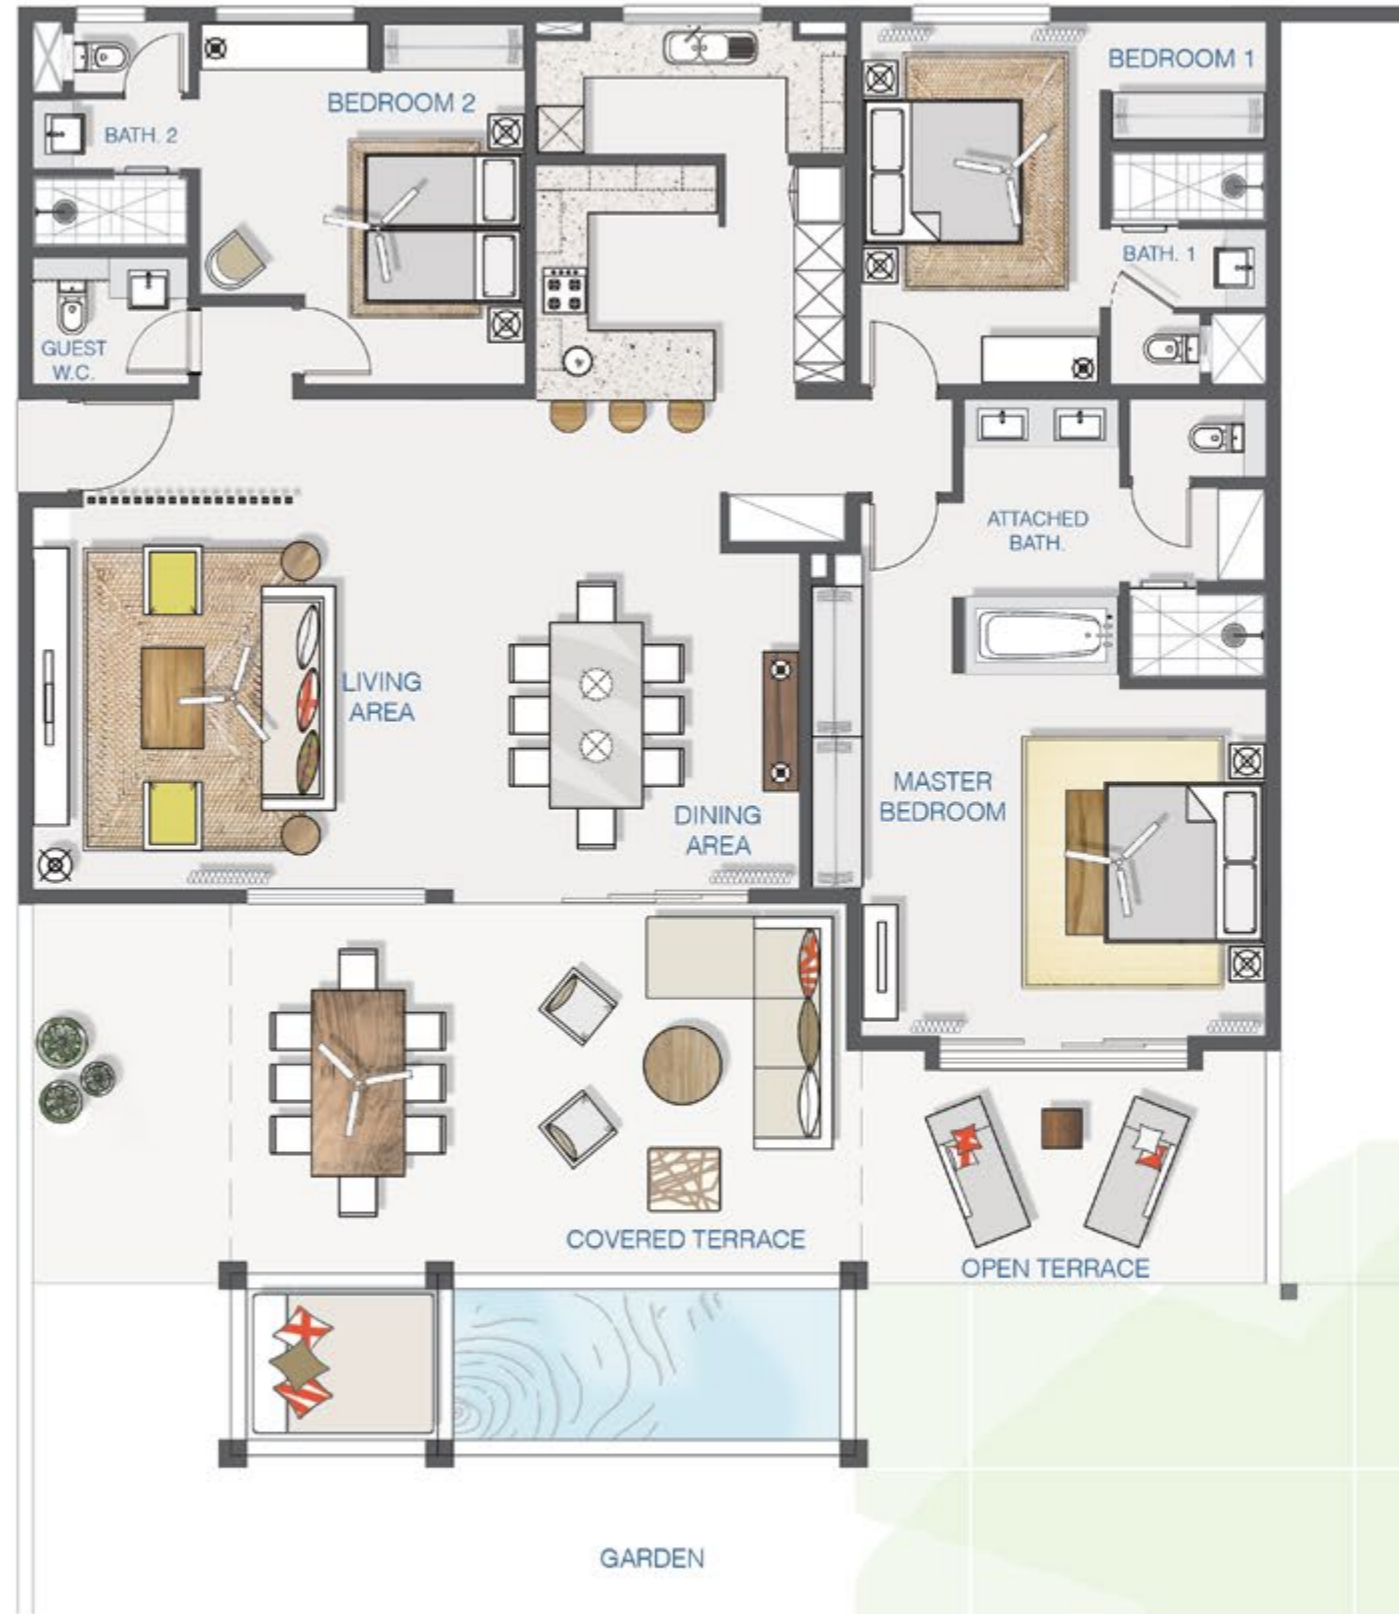 BEDROOM 1
BEDROOM 2
BATH. 2
BATH. 1
GUEST
W.C.
ATTACHED
BATH.
LIVING
AREA
MASTER
BEDROOM
DINING
AREA
COVERED TERRACE
OPEN TERRACE
GARDEN